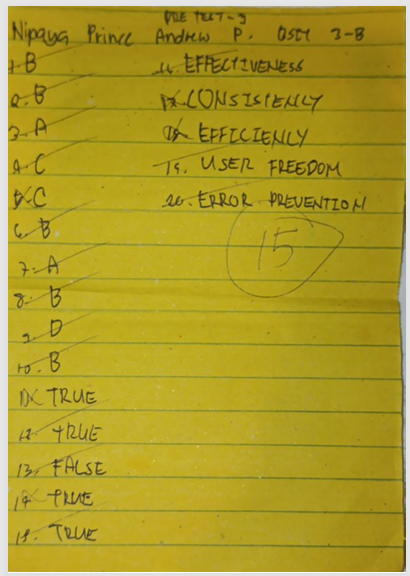 PRE TEST-3
Nipaya Prince Andrew P. BSIT 3-B
1. B
2. B
3. A
4. C
5. C
6. B
7. A
8. B
9. D
10. B
11. TRUE
12. TRUE
13. FALSE
14. TRUE
15. TRUE
16. EFFECTIVENESS
17. CONSISTENLY
18. EFFICIENLY
19. USER FREEDOM
20. ERROR PREVENTION
15